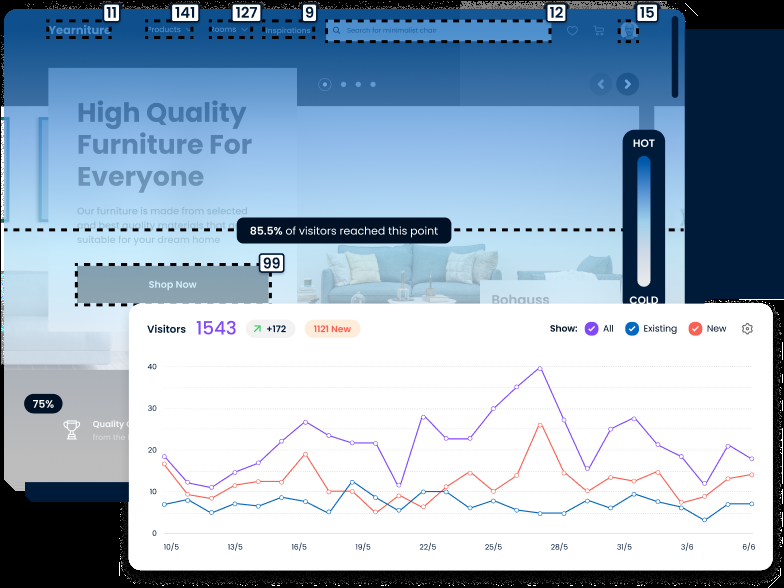 11
141
127
9
12
15
Yearniture
Products
Rooms
Inspirations
Search for minimalist chair
HOT
High Quality
Furniture For
Everyone
Our furniture is made from selected
and best quality materials that
suitable for your dream home
85.5% of visitors reached this point
99
Shop Now
Bohauss
COLD
Visitors 1543 +172 1121 New
Show: All Existing New
40
30
20
10
0
10/5 13/5 16/5 19/5 22/5 25/5 28/5 31/5 3/6 6/6
75%
Quality
from the